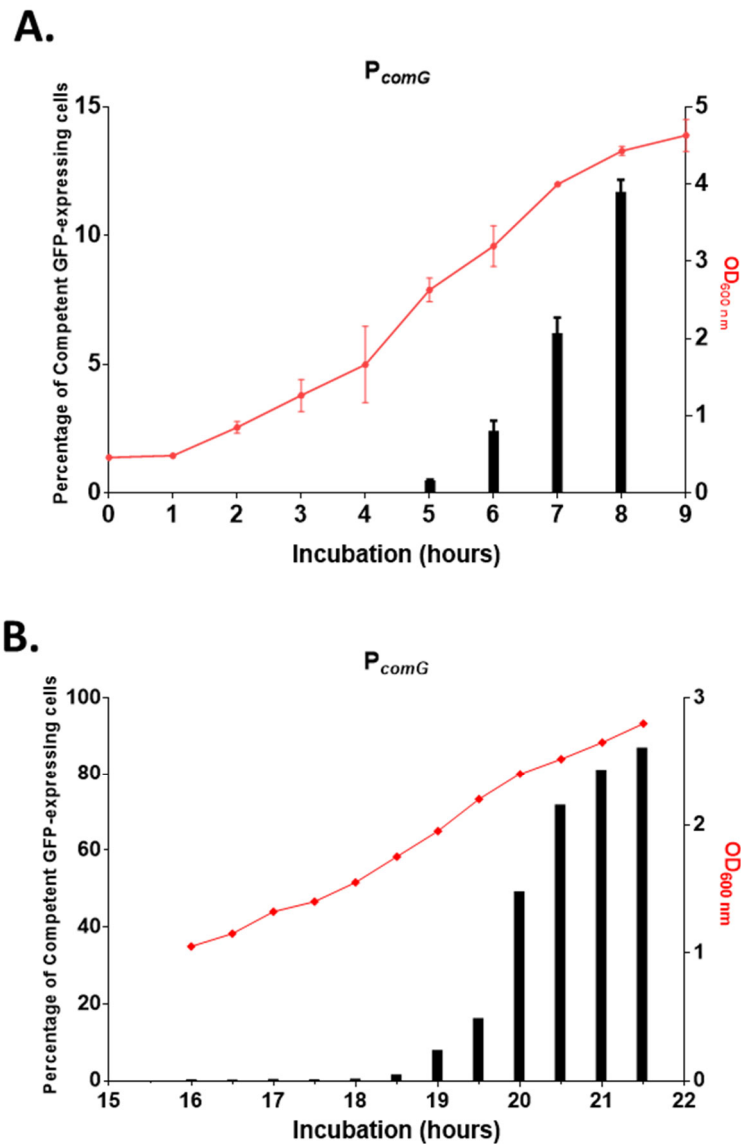 A.
PcomG
Percentage of Competent GFP-expressing cells
15
10
5
0
5
4
3
2
1
0
OD600 nm
0 1 2 3 4 5 6 7 8 9
Incubation (hours)
B.
PcomG
Percentage of Competent GFP-expressing cells
100
80
60
40
20
0
3
2
1
0
OD600 nm
15 16 17 18 19 20 21 22
Incubation (hours)